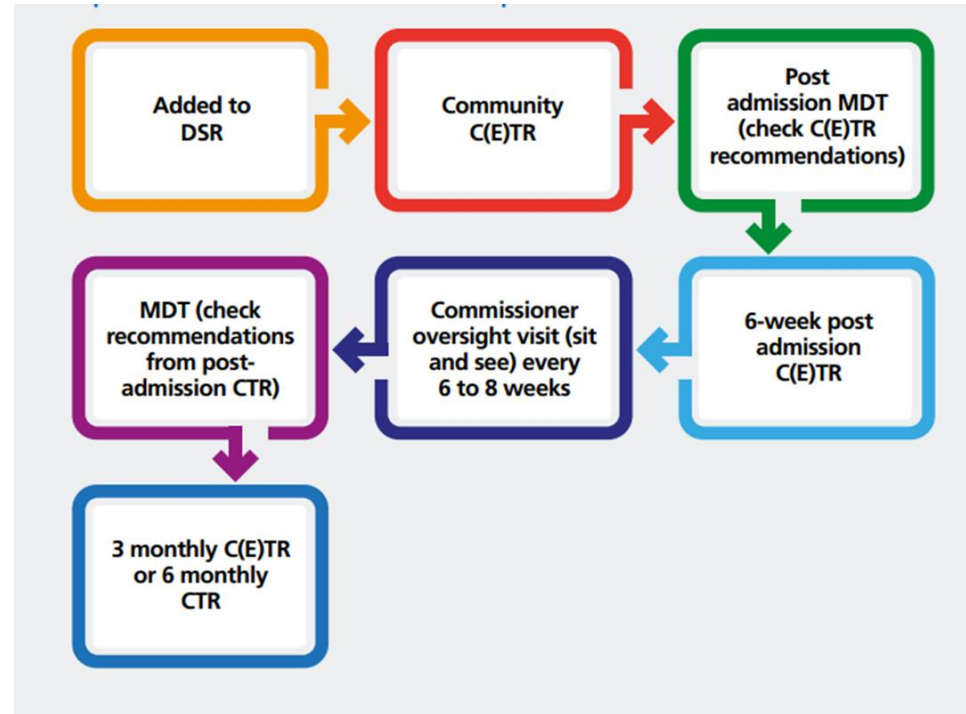 Added to
DSR
Community
C(E)TR
Post
admission MDT
(check C(E)TR
recommendations)
6-week post
admission
C(E)TR
Commissioner
oversight visit (sit
and see) every
6 to 8 weeks
MDT (check
recommendations
from post-
admission CTR)
3 monthly C(E)TR
or 6 monthly
CTR